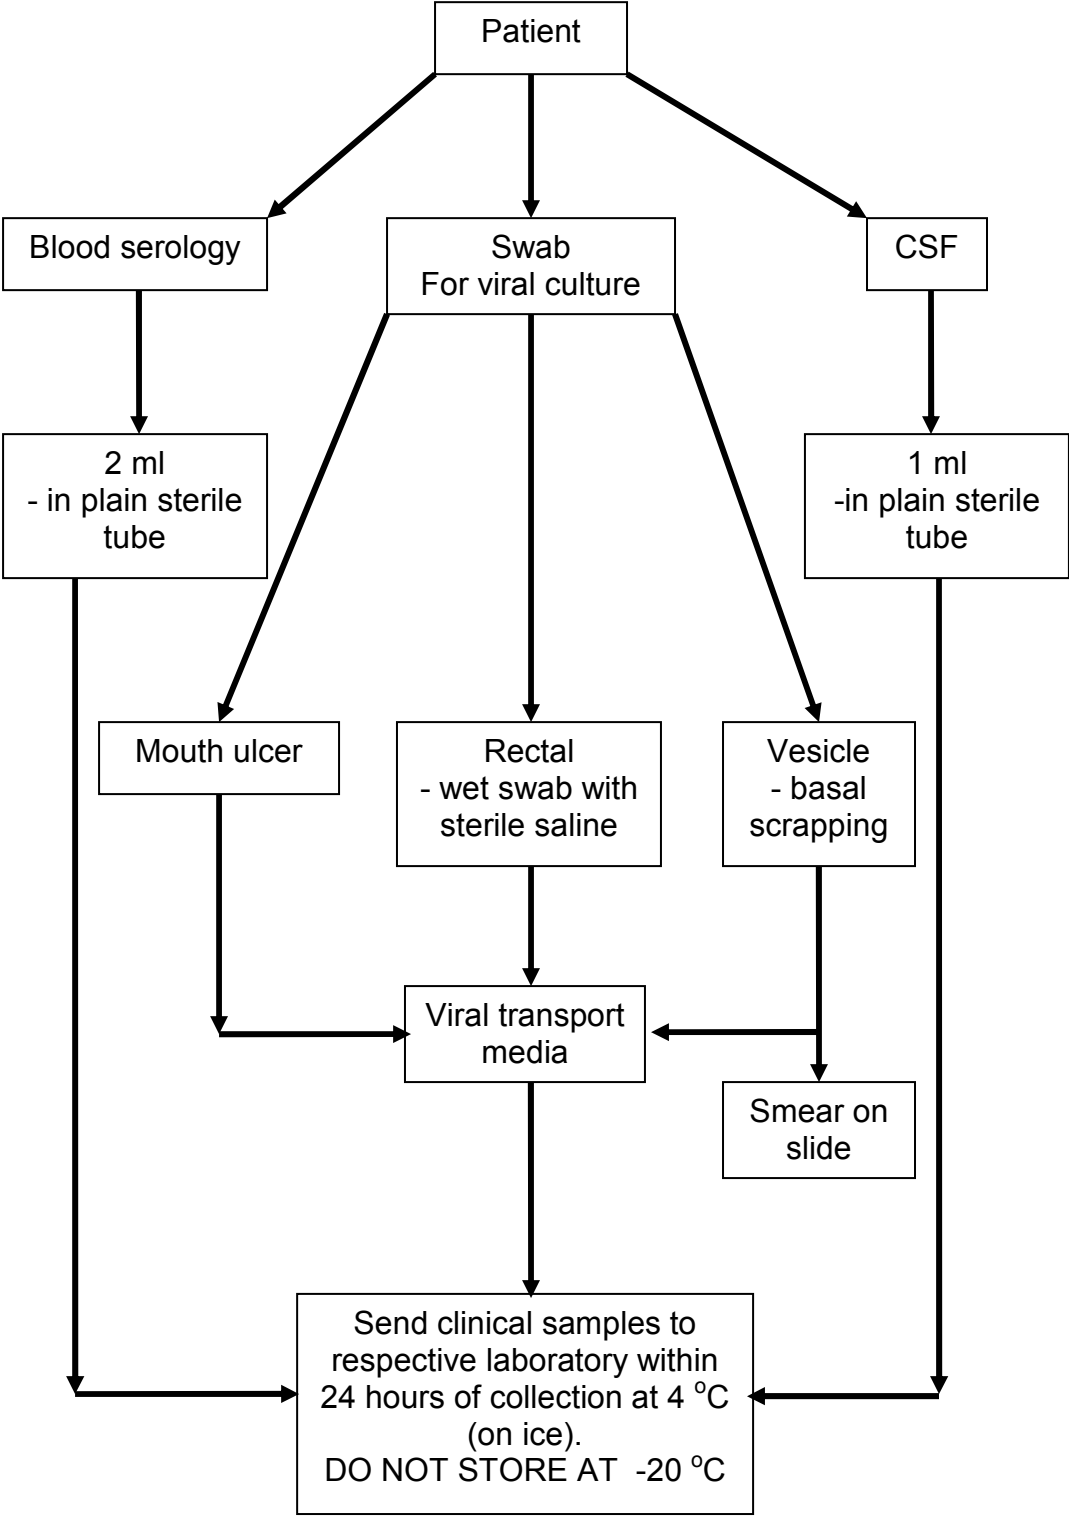 Patient
Blood serology
Swab
For viral culture
CSF
2 ml
- in plain sterile
tube
1 ml
-in plain sterile
tube
Mouth ulcer
Rectal
- wet swab with
sterile saline
Vesicle
- basal
scrapping
Viral transport
media
Smear on
slide
Send clinical samples to
respective laboratory within
24 hours of collection at 4 °C
(on ice).
DO NOT STORE AT -20 °C